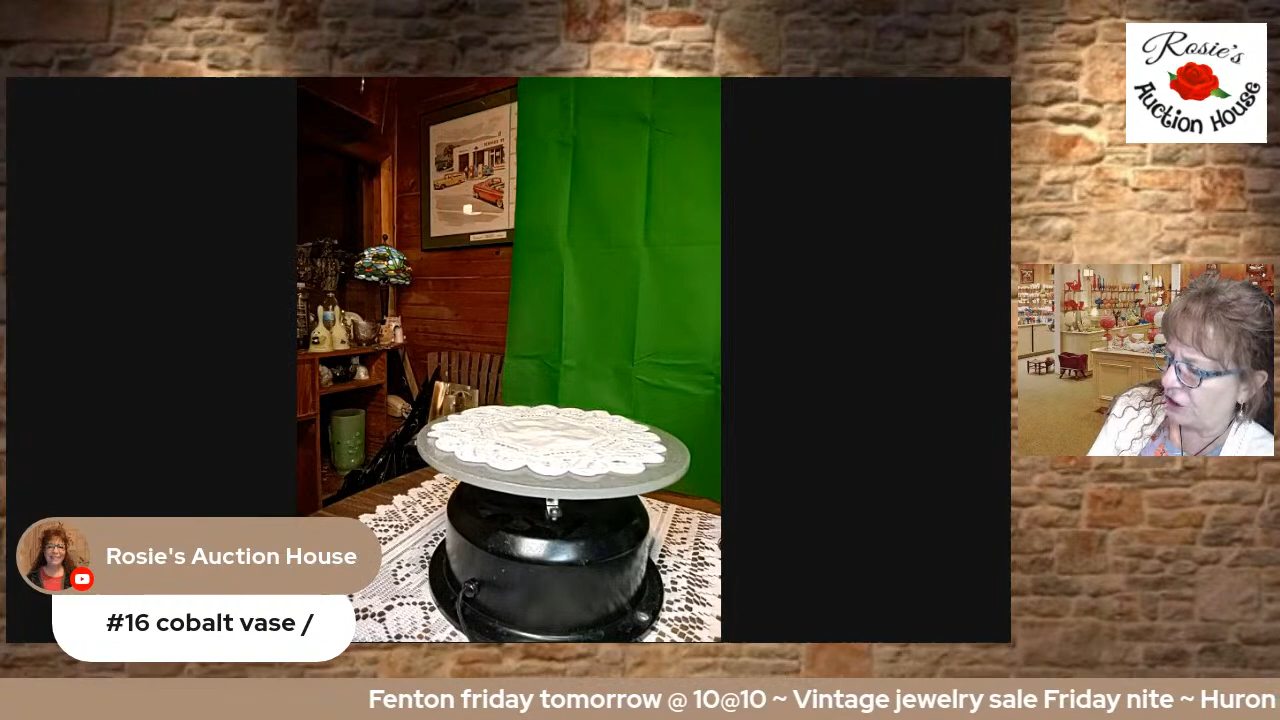 Rosie's
Auction House
Rosie's Auction House
#16 cobalt vase /
Fenton friday tomorrow @ 10@10 ~ Vintage jewelry sale Friday nite ~ Huron